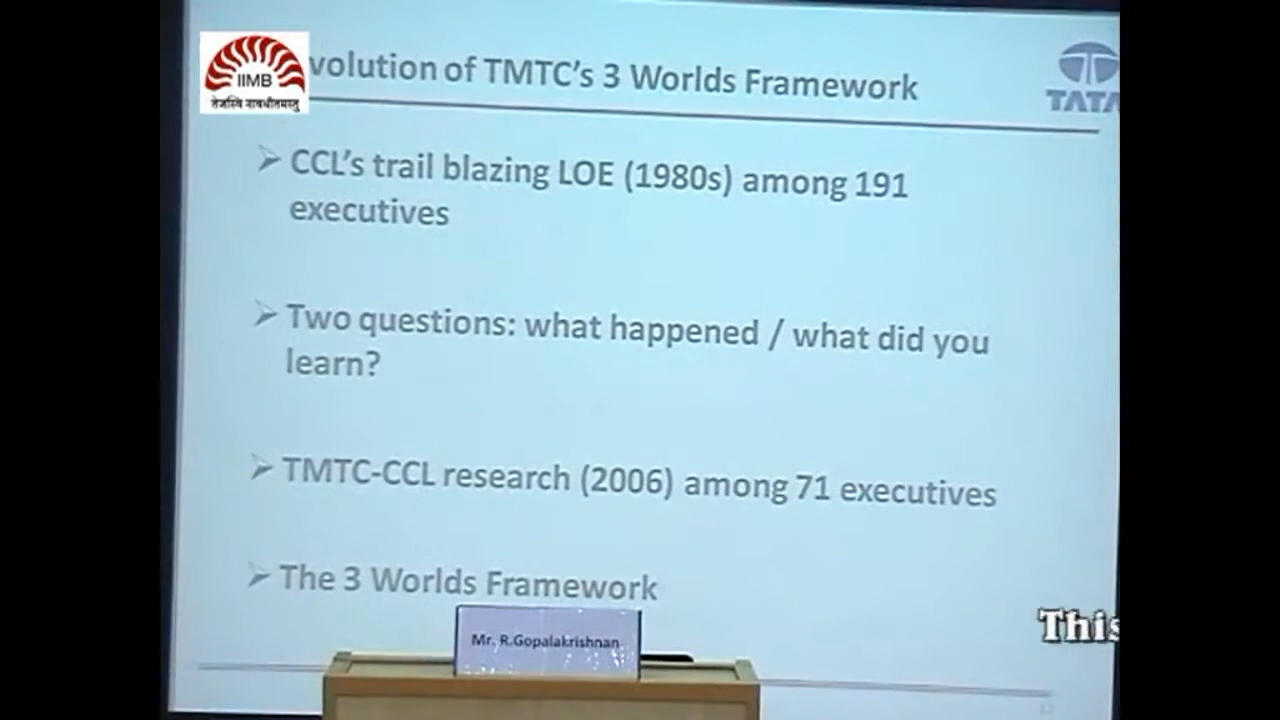 IIMB
तेजस्वि नावधीतमस्तु
volution of TMTC's 3 Worlds Framework
TATA
CCL's trail blazing LOE (1980s) among 191
executives
Two questions: what happened / what did you
learn?
TMTC-CCL research (2006) among 71 executives
The 3 Worlds Framework
Mr. R.Gopalakrishnan
This
12